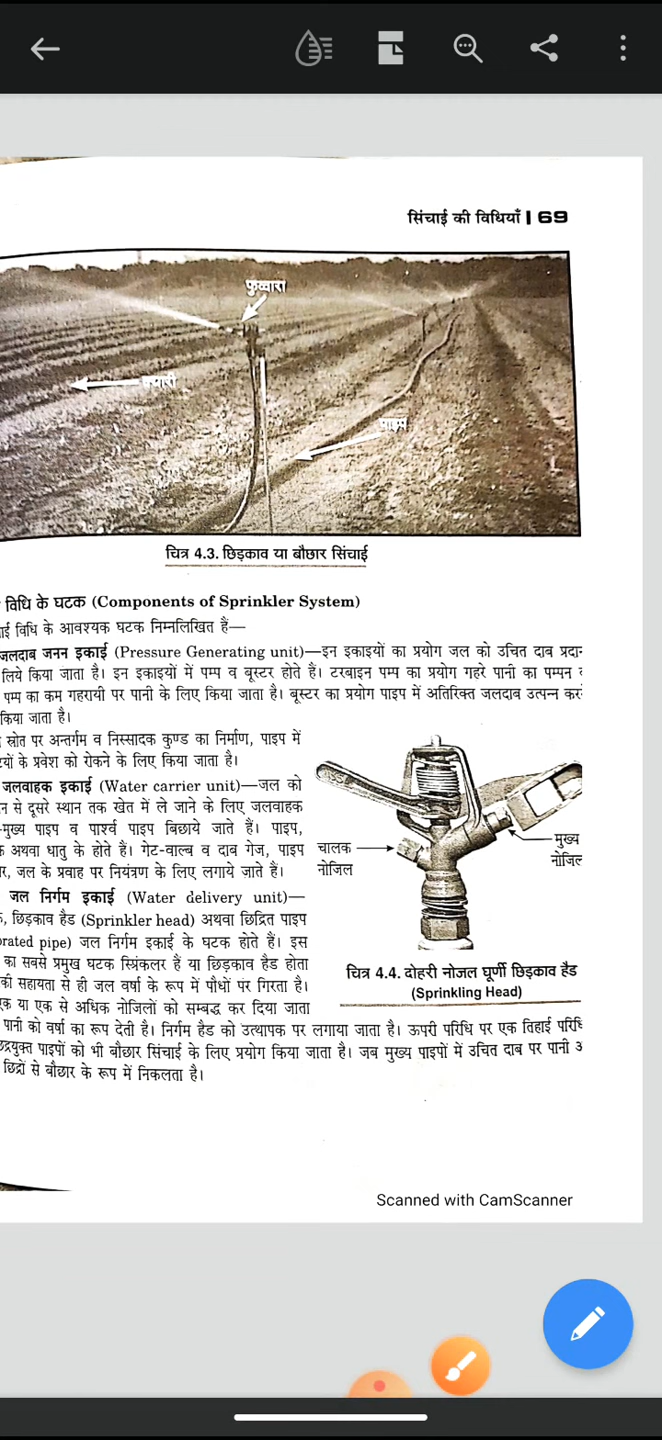 सिंचाई की विधियाँ | 69
फुव्वारा
क्यारी
पाइप
चित्र 4.3. छिड़काव या बौछार सिंचाई
विधि के घटक (Components of Sprinkler System)
ई विधि के आवश्यक घटक निम्नलिखित हैं—
जलदाब जनन इकाई (Pressure Generating unit)—इन इकाइयों का प्रयोग जल को उचित दाब प्रदान
लिये किया जाता है। इन इकाइयों में पम्प व बूस्टर होते हैं। टरबाइन पम्प का प्रयोग गहरे पानी का पम्पन
पम्प का कम गहरायी पर पानी के लिए किया जाता है। बूस्टर का प्रयोग पाइप में अतिरिक्त जलदाब उत्पन्न कर
किया जाता है।
स्रोत पर अन्तर्गम व निस्सादक कुण्ड का निर्माण, पाइप में
यों के प्रवेश को रोकने के लिए किया जाता है।
जलवाहक इकाई (Water carrier unit)—जल को
न से दूसरे स्थान तक खेत में ले जाने के लिए जलवाहक
मुख्य पाइप व पार्श्व पाइप बिछाये जाते हैं। पाइप,
अथवा धातु के होते हैं। गेट-वाल्ब व दाब गेज, पाइप
र, जल के प्रवाह पर नियंत्रण के लिए लगाये जाते हैं।
जल निर्गम इकाई (Water delivery unit)—
छिड़काव हैड (Sprinkler head) अथवा छिद्रित पाइप
orated pipe) जल निर्गम इकाई के घटक होते हैं। इस
का सबसे प्रमुख घटक स्प्रिंकलर हैं या छिड़काव हैड होता
की सहायता से ही जल वर्षा के रूप में पौधों पर गिरता है।
एक या एक से अधिक नोजिलों को सम्बद्ध कर दिया जाता
चालक
नोजिल
मुख्य
नोजिल
चित्र 4.4. दोहरी नोजल घूर्णी छिड़काव हैड
(Sprinkling Head)
पानी को वर्षा का रूप देती है। निर्गम हैड को उत्थापक पर लगाया जाता है। ऊपरी परिधि पर एक तिहाई परिधि
द्रयुक्त पाइपों को भी बौछार सिंचाई के लिए प्रयोग किया जाता है। जब मुख्य पाइपों में उचित दाब पर पानी
छिद्रों से बौछार के रूप में निकलता है।
Scanned with CamScanner